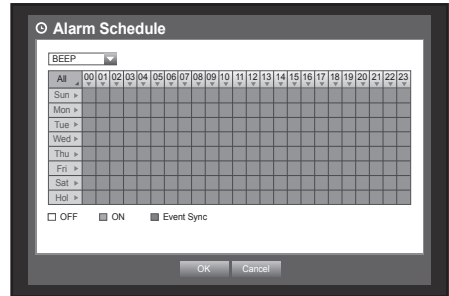 Alarm Schedule
BEEP
All 00 01 02 03 04 05 06 07 08 09 10 11 12 13 14 15 16 17 18 19 20 21 22 23
Sun
Mon
Tue
Wed
Thu
Fri
Sat
Hol
OFF ON Event Sync
OK Cancel